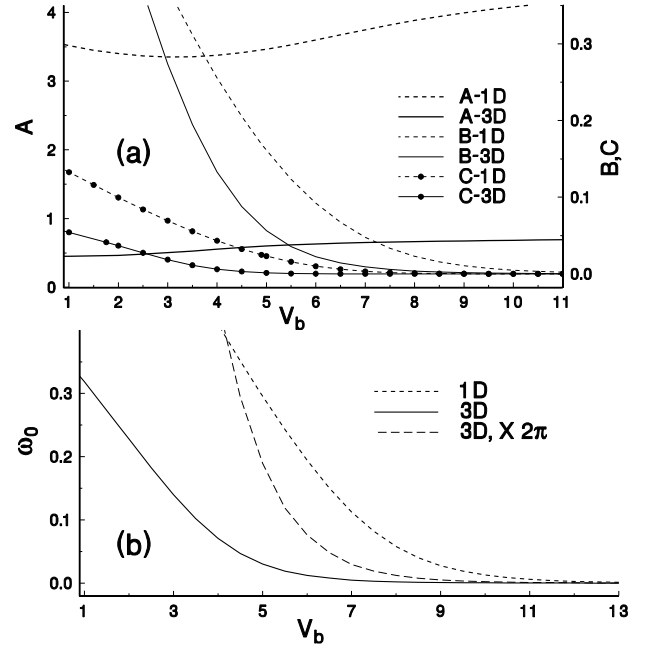 A
4
3
2
1
0
(a)
A-1D
A-3D
B-1D
B-3D
C-1D
C-3D
0.3
0.2
0.1
0.0
B,C
1 2 3 4 5 6 7 8 9 10 11
V_b
ω₀
0.3
0.2
0.1
0.0
(b)
1D
3D
3D, X 2π
1 3 5 7 9 11 13
V_b